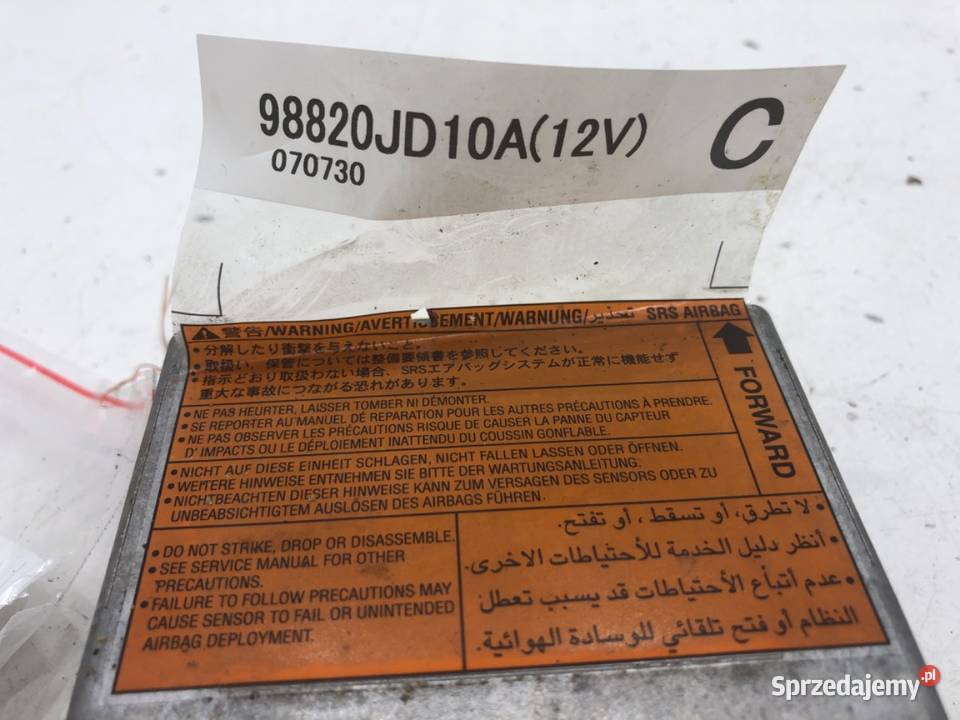 98820JD10A(12V) C
070730
警告/WARNING/AVERTISSEMENT/WARNUNG/تحذير SRS AIRBAG
・分解したり衝撃を与えないこと。
・取扱い、保管については整備要領書を参照してください。
・指示どおり取扱わない場合、SRSエアバッグシステムが正常に機能せず
重大な事故につながる恐れがあります。
FORWARD
• NE PAS HEURTER, LAISSER TOMBER NI DÉMONTER.
• SE REPORTER AU MANUEL DE RÉPARATION POUR LES AUTRES PRÉCAUTIONS À PRENDRE.
• NE PAS OBSERVER LES PRÉCAUTIONS RISQUE DE CAUSER LA PANNE DU CAPTEUR
D' IMPACTS OU LE DÉPLOIEMENT INATTENDU DU COUSSIN GONFLABLE.
• NICHT AUF DIESE EINHEIT SCHLAGEN, NICHT FALLEN LASSEN ODER ÖFFNEN.
• WEITERE HINWEISE ENTNEHMEN SIE BITTE DER WARTUNGSANLEITUNG.
• NICHTBEACHTEN DIESER HINWEISE KANN ZUM VERSAGEN DES SENSORS ODER ZU
UNBEABSICHTIGTEM AUSLÖSEN DES AIRBAGS FÜHREN.
• DO NOT STRIKE, DROP OR DISASSEMBLE.
• SEE SERVICE MANUAL FOR OTHER
PRECAUTIONS.
• FAILURE TO FOLLOW PRECAUTIONS MAY
CAUSE SENSOR TO FAIL OR UNINTENDED
AIRBAG DEPLOYMENT.
• لا تطرق، أو تسقط ، أو تفتح.
• أنظر دليل الخدمة للأحتياطات الاخرى.
• عدم أتباع الأحتياطات قد يسبب تعطل
النظام أو فتح تلقائي للوسادة الهوائية.
Sprzedajemy.pl